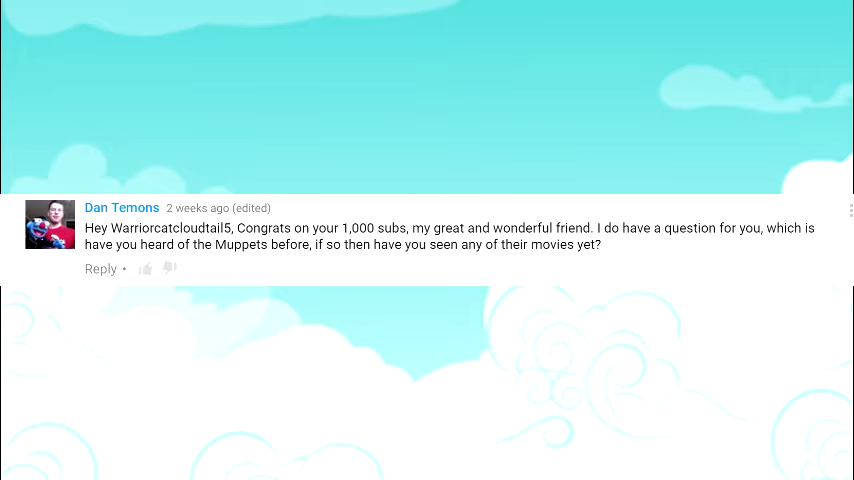 Dan Temons 2 weeks ago (edited)
Hey Warriorcatcloudtail5, Congrats on your 1,000 subs, my great and wonderful friend. I do have a question for you, which is
have you heard of the Muppets before, if so then have you seen any of their movies yet?
Reply •